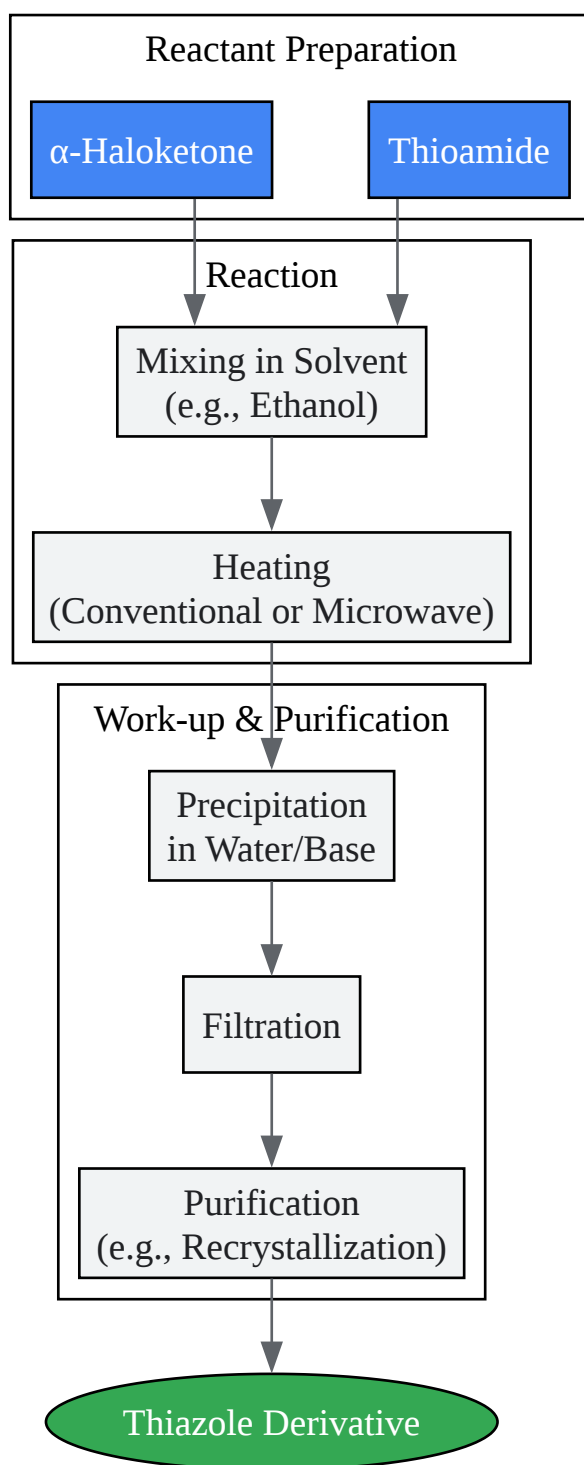 Reactant Preparation
α-Haloketone
Thioamide
Reaction
Mixing in Solvent
(e.g., Ethanol)
Heating
(Conventional or Microwave)
Work-up & Purification
Precipitation
in Water/Base
Filtration
Purification
(e.g., Recrystallization)
Thiazole Derivative